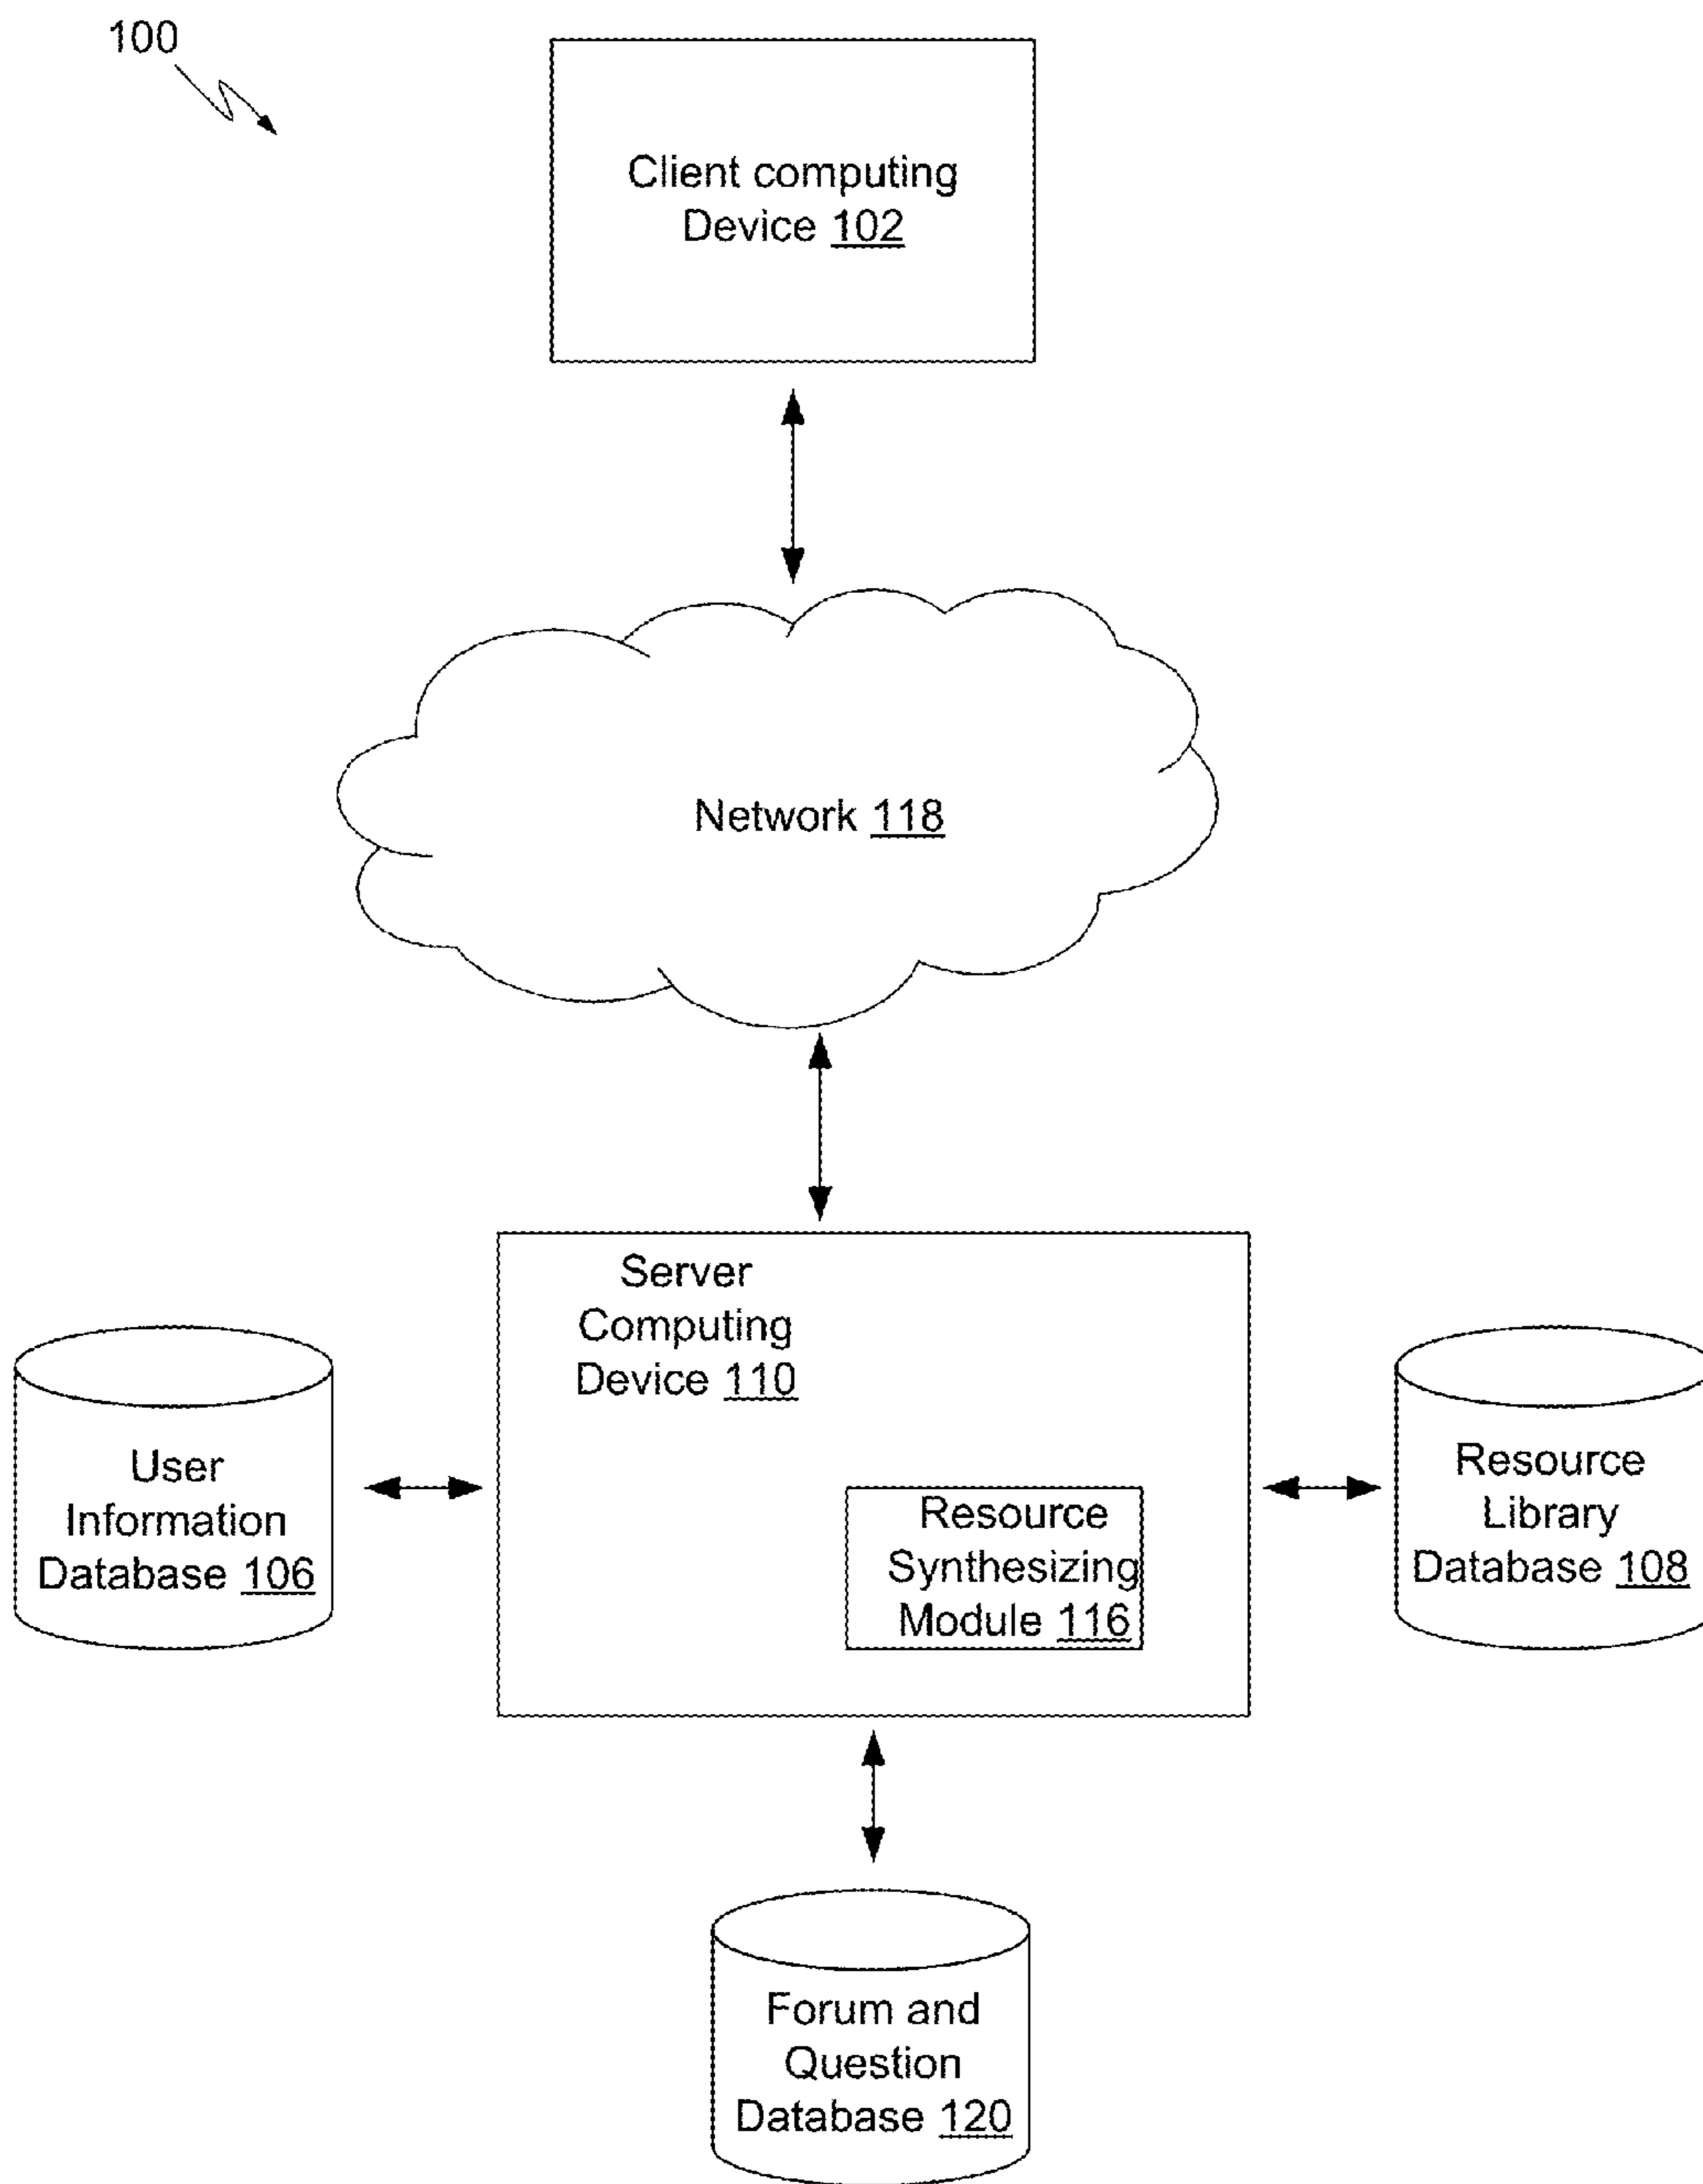 100
Client computing
Device 102
Network 118
Server
Computing
Device 110
User
Information
Database 106
Resource
Synthesizing
Module 116
Resource
Library
Database 108
Forum and
Question
Database 120